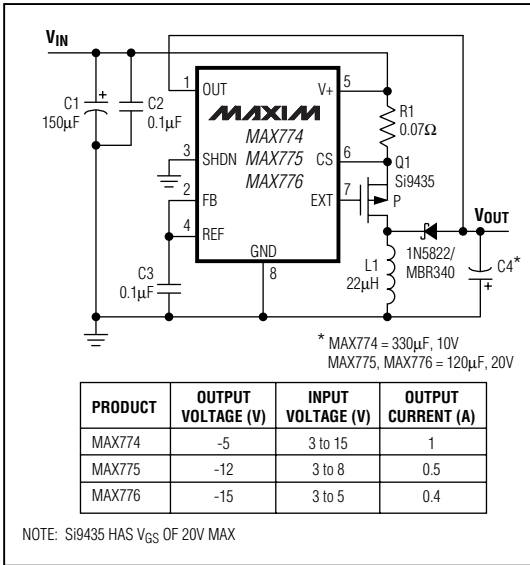 VIN
1
OUT
V+
5
C1
150µF
C2
0.1µF
MAXIM
R1
0.07Ω
MAX774
MAX775
MAX776
3
SHDN
CS
6
Q1
Si9435
2
FB
EXT
7
P
VOUT
4
REF
GND
8
1N5822/
MBR340
C4*
+
+
C3
0.1µF
L1
22µH
* MAX774 = 330µF, 10V
MAX775, MAX776 = 120µF, 20V
PRODUCT OUTPUT VOLTAGE (V) INPUT VOLTAGE (V) OUTPUT CURRENT (A)
MAX774 -5 3 to 15 1
MAX775 -12 3 to 8 0.5
MAX776 -15 3 to 5 0.4
NOTE: Si9435 HAS VGS OF 20V MAX